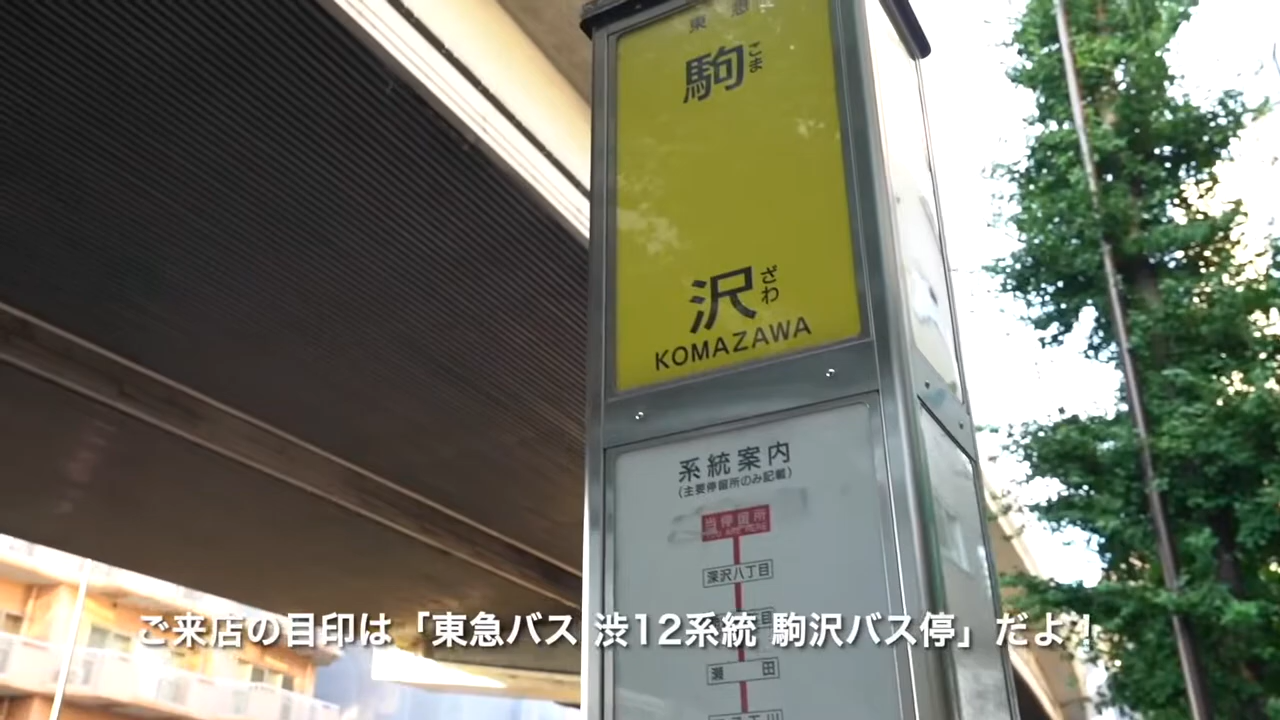 東急
駒
こま
沢
ざわ
KOMAZAWA
系統案内
(主要停留所のみ記載)
当停留所
深沢八丁目
瀬田
ご来店の目印は「東急バス 渋12系統 駒沢バス停」だよ!